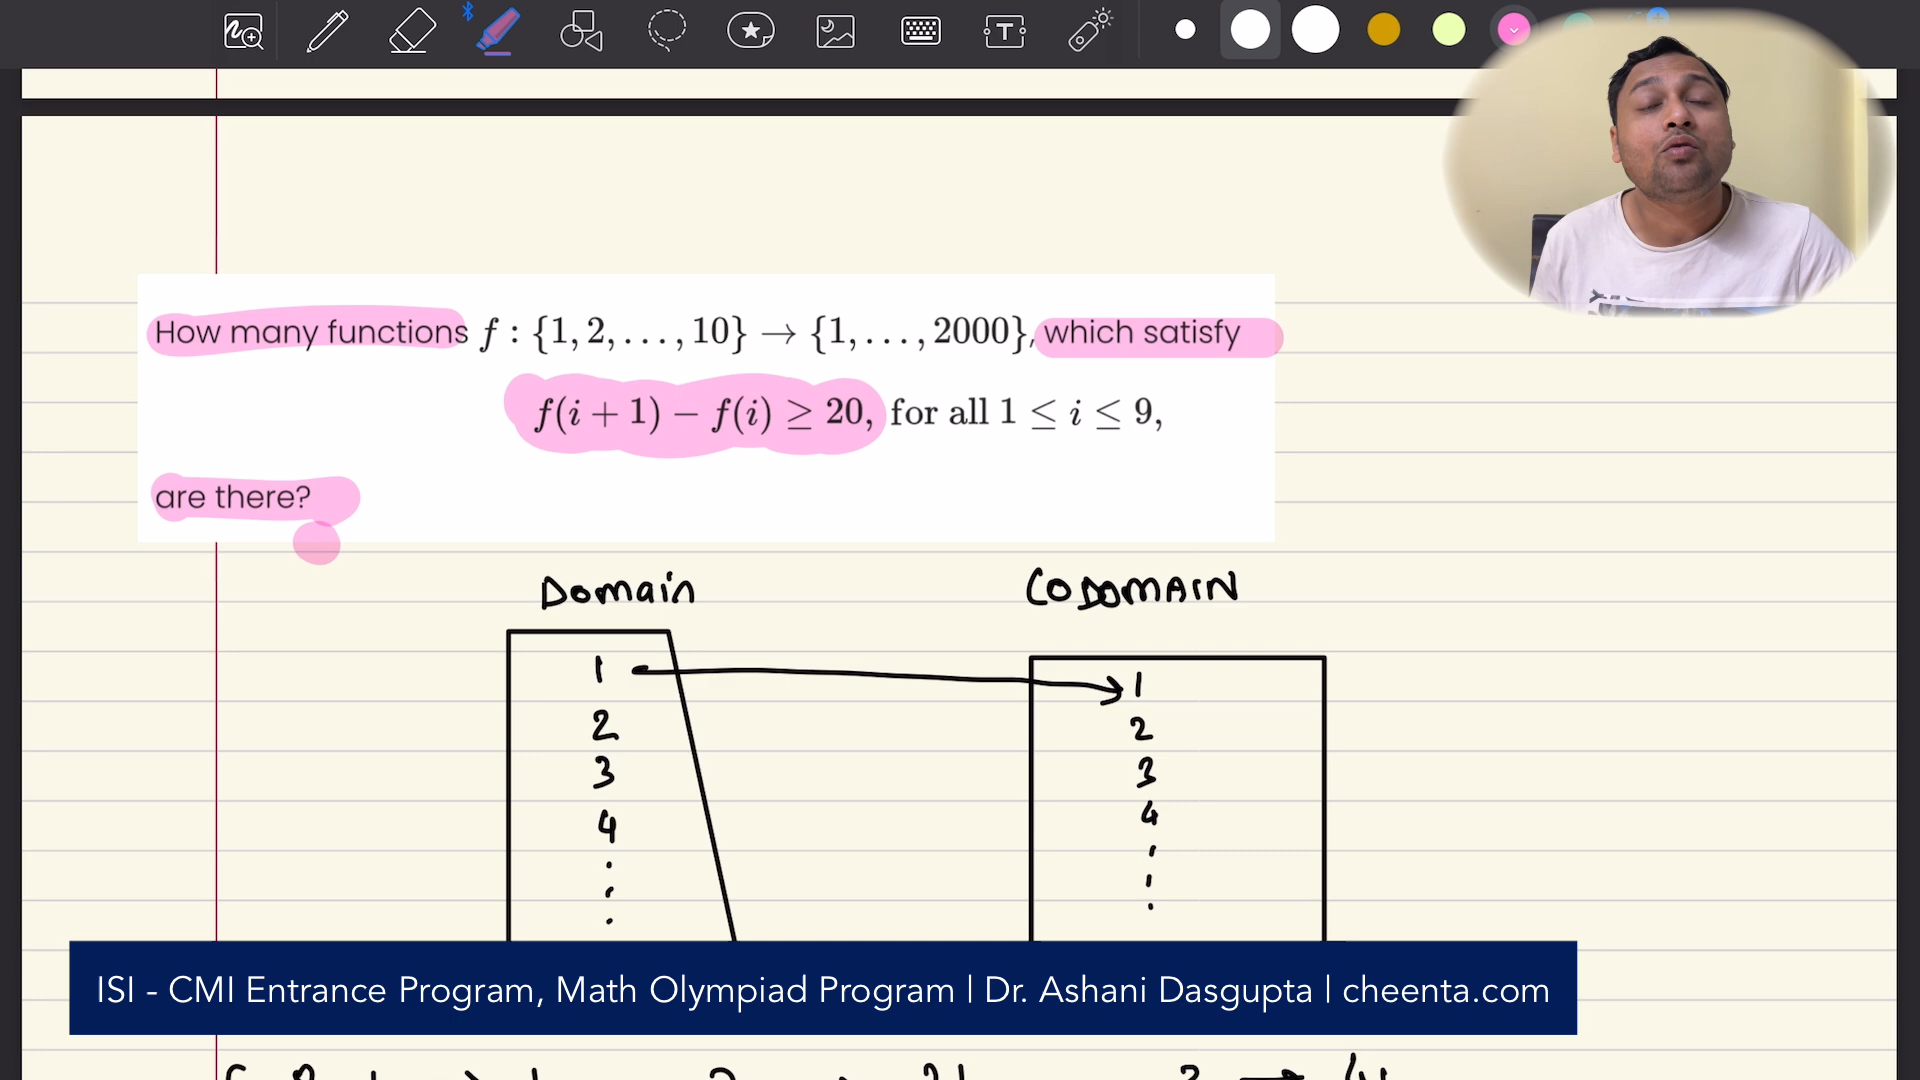 How many functions f : {1, 2, . . . , 10} → {1, . . . , 2000}, which satisfy
f(i + 1) − f(i) ≥ 20, for all 1 ≤ i ≤ 9,
are there?
Domain
CODOMAIN
1
2
3
4
1
2
3
4
ISI - CMI Entrance Program, Math Olympiad Program | Dr. Ashani Dasgupta | cheenta.com